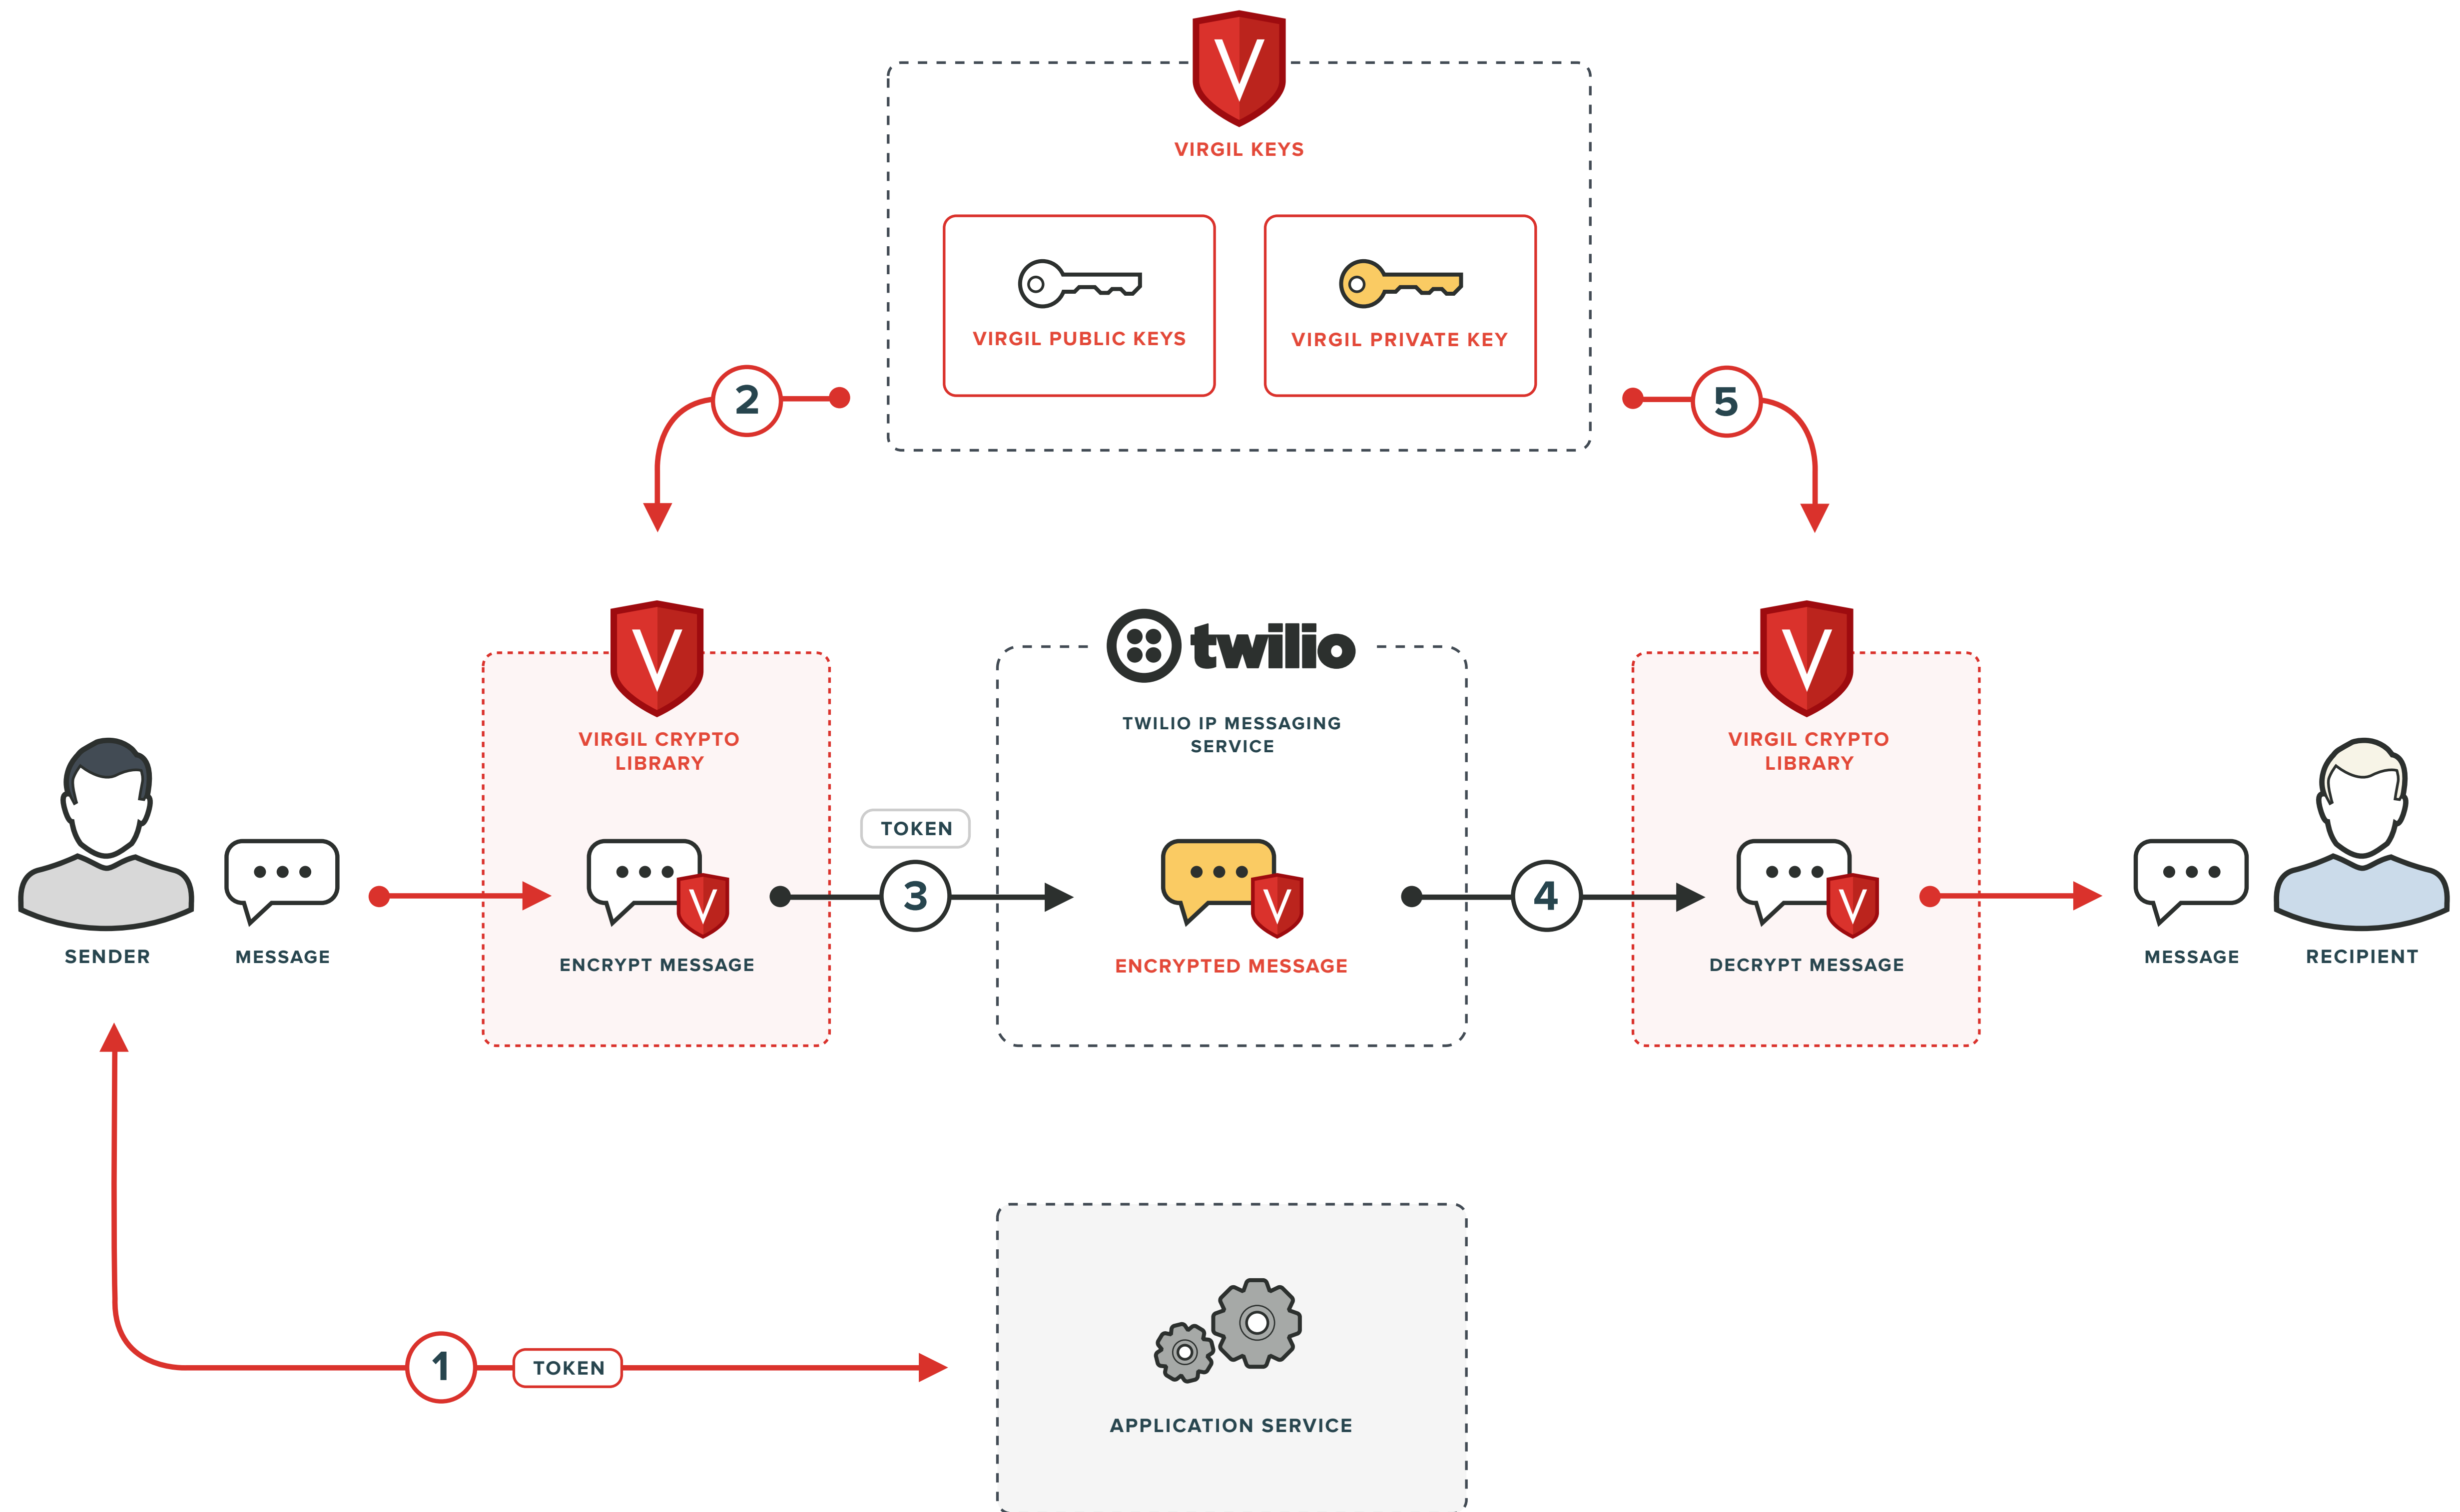 V
VIRGIL KEYS
VIRGIL PUBLIC KEYS
VIRGIL PRIVATE KEY
2
5
V
twilio
V
VIRGIL CRYPTO
LIBRARY
TWILIO IP MESSAGING
SERVICE
VIRGIL CRYPTO
LIBRARY
TOKEN
V
3
V
4
V
SENDER
MESSAGE
ENCRYPT MESSAGE
ENCRYPTED MESSAGE
DECRYPT MESSAGE
MESSAGE
RECIPIENT
1
TOKEN
APPLICATION SERVICE